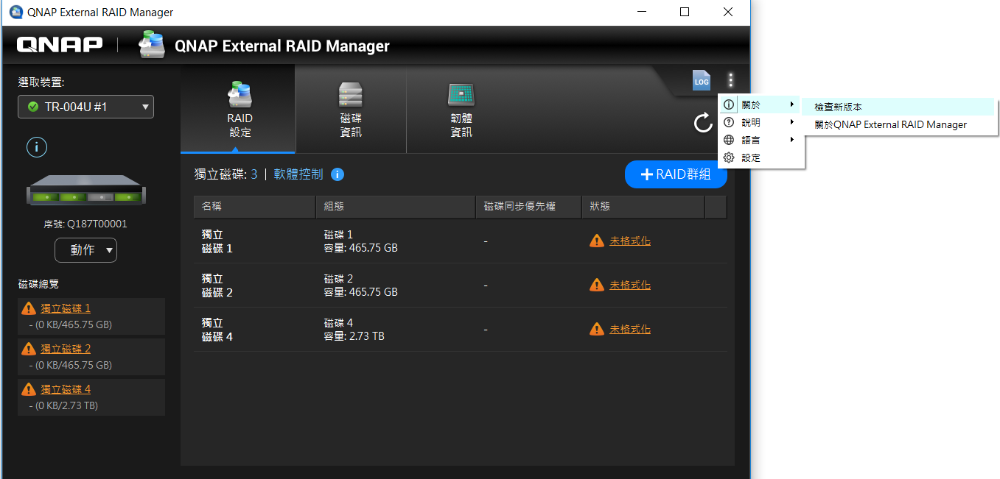 QNAP External RAID Manager
QNAP
QNAP External RAID Manager
選取裝置:
TR-004U #1
序號: Q187T00001
動作
磁碟總覽
獨立磁碟 1
- (0 KB/465.75 GB)
獨立磁碟 2
- (0 KB/465.75 GB)
獨立磁碟 4
- (0 KB/2.73 TB)
RAID
設定
磁碟
資訊
韌體
資訊
LOG
關於
說明
語言
設定
檢查新版本
關於QNAP External RAID Manager
獨立磁碟: 3 | 軟體控制
RAID群組
名稱 組態 磁碟同步優先權 狀態
獨立
磁碟 1
磁碟 1
容量: 465.75 GB
-
未格式化
獨立
磁碟 2
磁碟 2
容量: 465.75 GB
-
未格式化
獨立
磁碟 4
磁碟 4
容量: 2.73 TB
-
未格式化